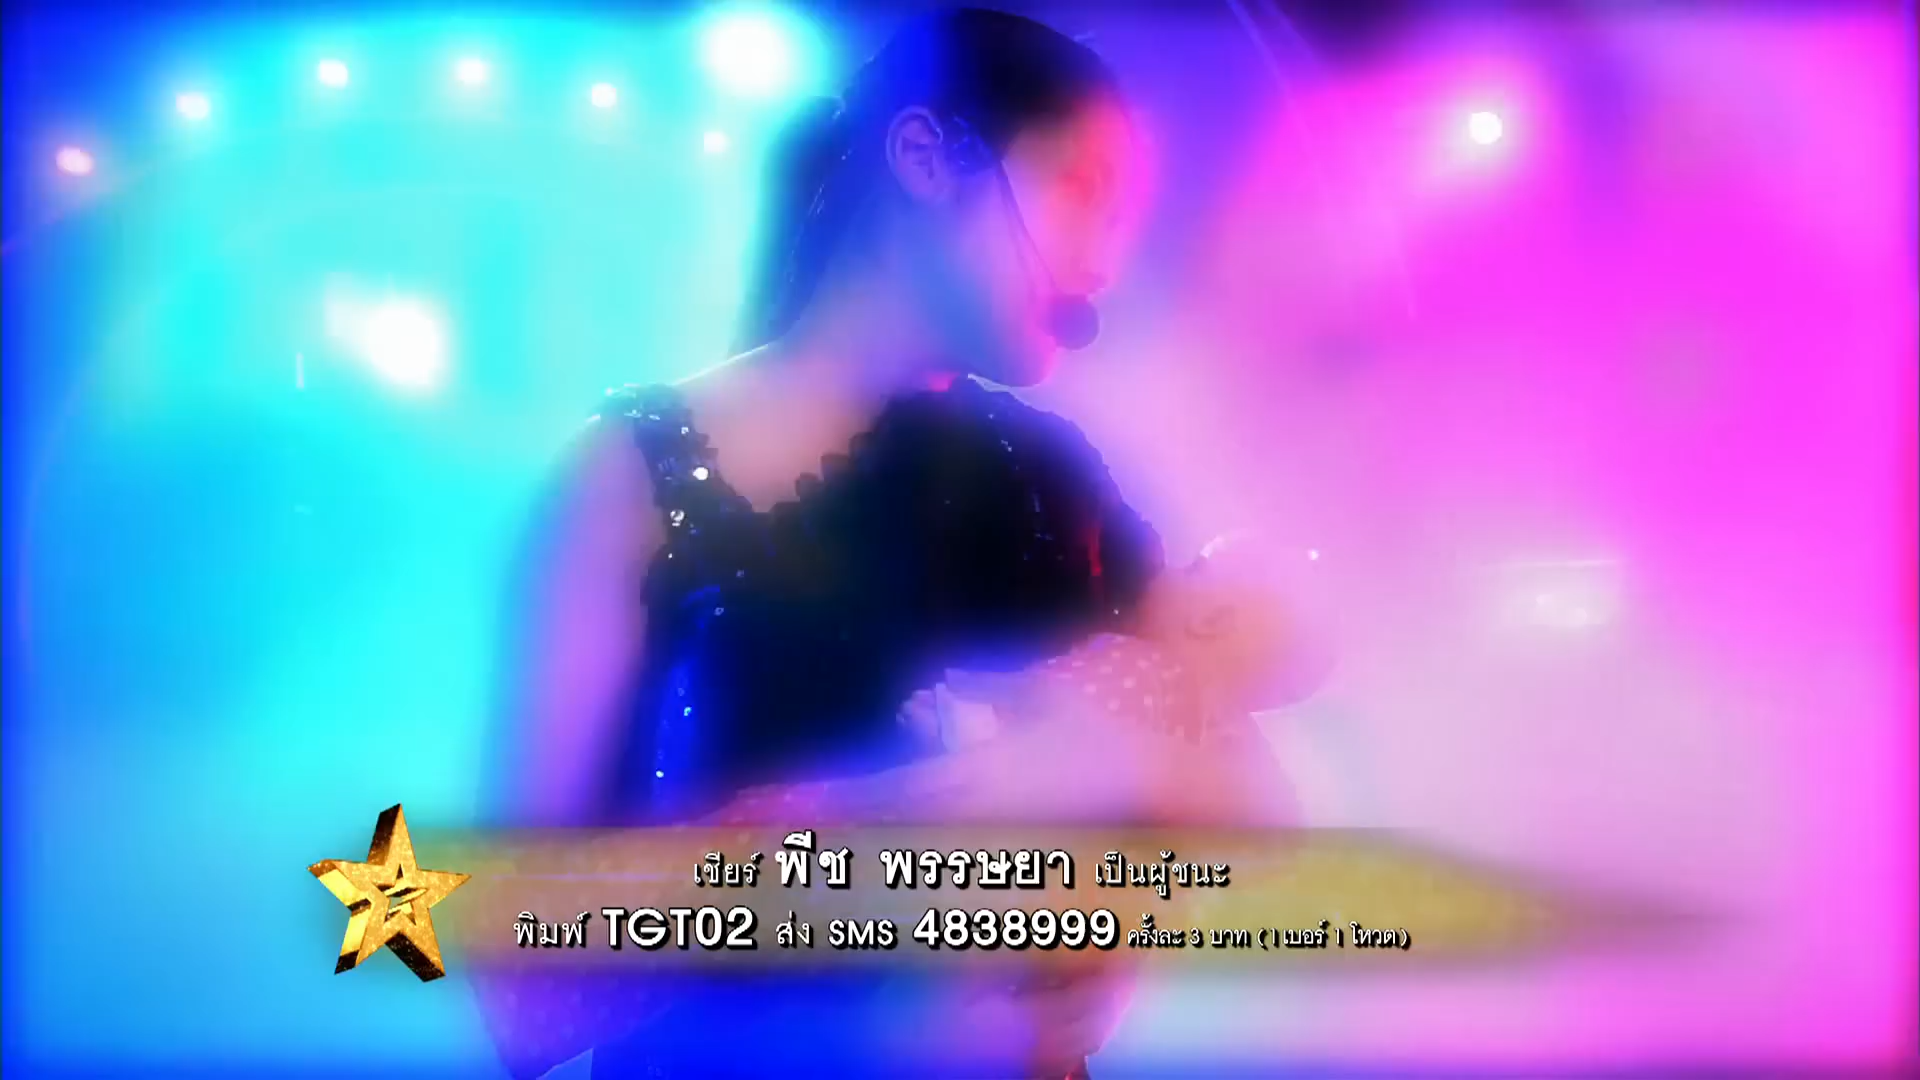 เชียร์ พีช พรรษยา เป็นผู้ชนะ
พิมพ์ TGT02 ส่ง SMS 4838999 ครั้งละ 3 บาท (1 เบอร์ 1 โหวต)